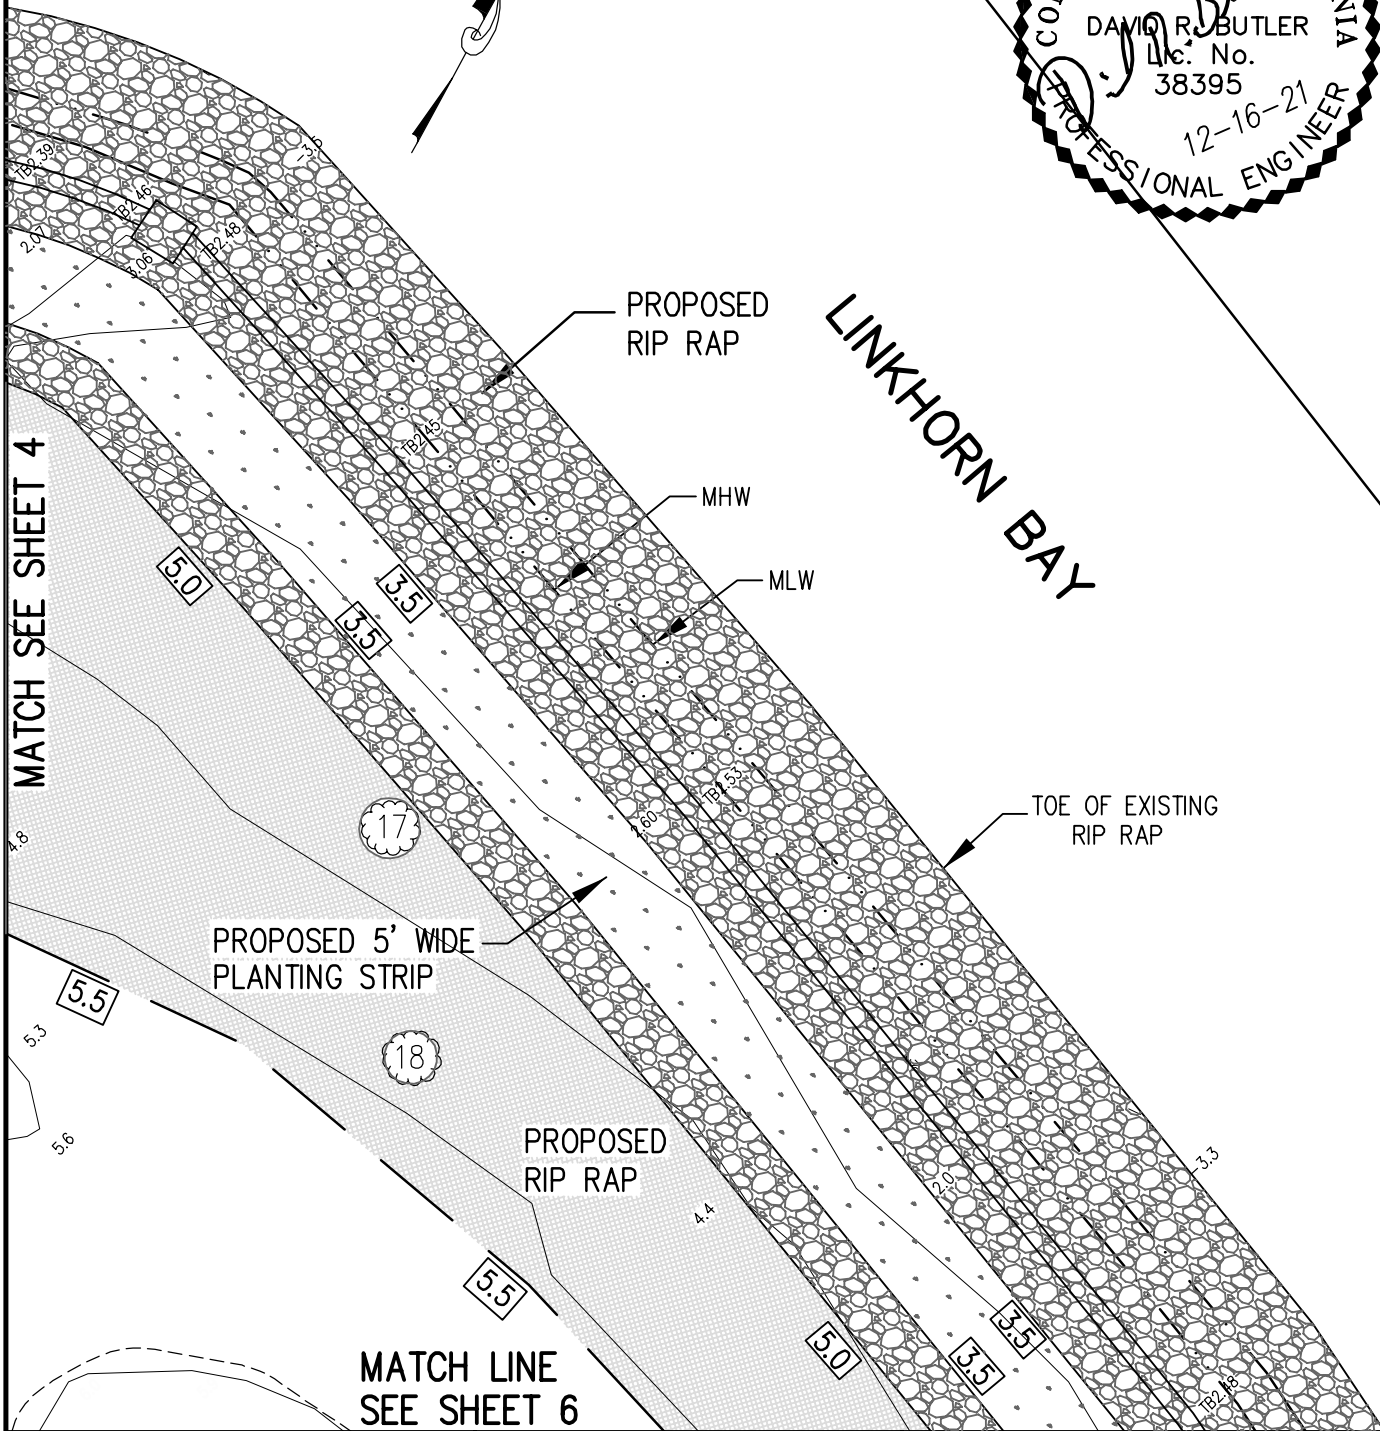 CO
NIA
DAVID R. BUTLER
Lic. No.
38395
12-16-21
PROFESSIONAL ENGINEER
-3.5
TB2.39
TB2.46
TB2.48
2.07
3.06
PROPOSED
RIP RAP
LINKHORN BAY
TB2.45
MATCH SEE SHEET 4
MHW
MLW
5.0
3.5
3.5
TB2.53
2.60
17
4.8
TOE OF EXISTING
RIP RAP
PROPOSED 5' WIDE
PLANTING STRIP
5.5
5.3
18
5.6
PROPOSED
RIP RAP
4.4
2.0
-3.3
5.5
3.5
5.0
3.5
TB2.48
MATCH LINE
SEE SHEET 6